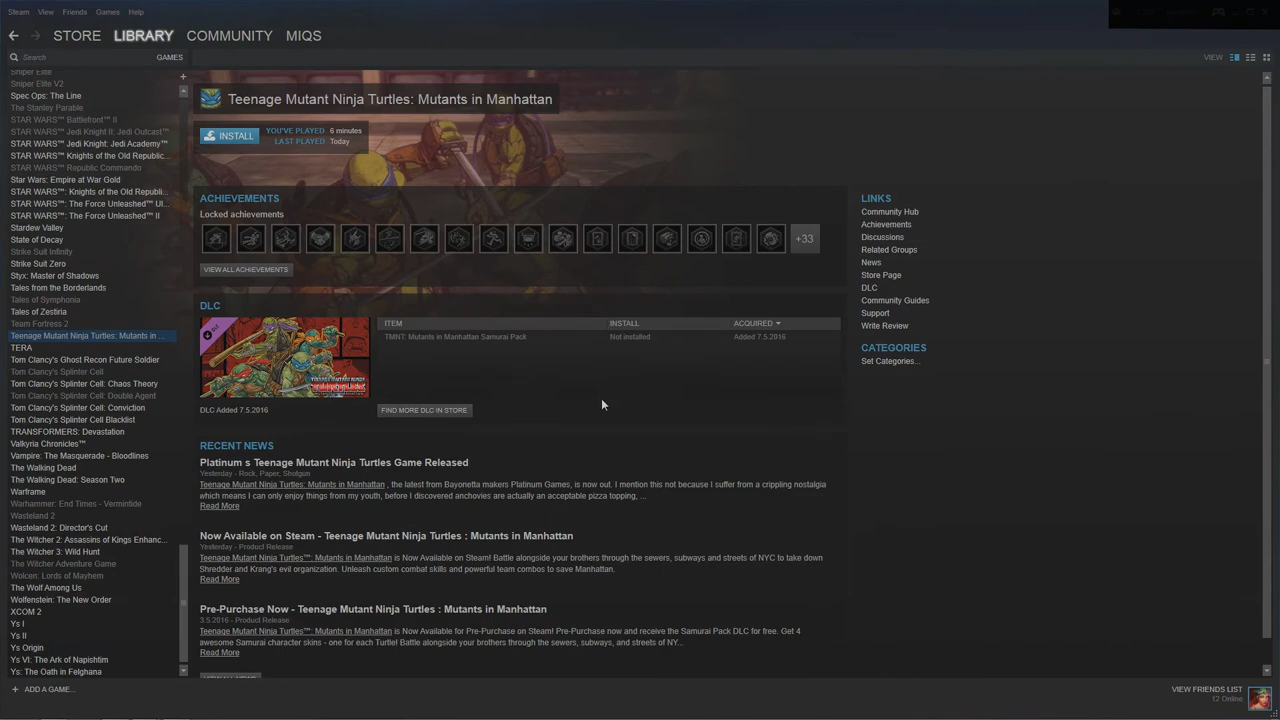 Steam View Friends Games Help
STORE LIBRARY COMMUNITY MIQS
Search GAMES VIEW
Sniper Elite
Sniper Elite V2
Spec Ops: The Line
The Stanley Parable
STAR WARS™ Battlefront™ II
STAR WARS™ Jedi Knight II: Jedi Outcast™
STAR WARS™ Jedi Knight: Jedi Academy™
STAR WARS™ Knights of the Old Republic...
STAR WARS™ Republic Commando
Star Wars: Empire at War Gold
STAR WARS™: Knights of the Old Republi...
STAR WARS™: The Force Unleashed™ Ul...
STAR WARS™: The Force Unleashed™ II
Stardew Valley
State of Decay
Strike Suit Infinity
Strike Suit Zero
Styx: Master of Shadows
Tales from the Borderlands
Tales of Symphonia
Tales of Zestiria
Team Fortress 2
Teenage Mutant Ninja Turtles: Mutants in ...
TERA
Tom Clancy's Ghost Recon Future Soldier
Tom Clancy's Splinter Cell
Tom Clancy's Splinter Cell: Chaos Theory
Tom Clancy's Splinter Cell: Double Agent
Tom Clancy's Splinter Cell: Conviction
Tom Clancy's Splinter Cell Blacklist
TRANSFORMERS: Devastation
Valkyria Chronicles™
Vampire: The Masquerade - Bloodlines
The Walking Dead
The Walking Dead: Season Two
Warframe
Warhammer: End Times - Vermintide
Wasteland 2
Wasteland 2: Director's Cut
The Witcher 2: Assassins of Kings Enhanc...
The Witcher 3: Wild Hunt
The Witcher Adventure Game
Wolcen: Lords of Mayhem
The Wolf Among Us
Wolfenstein: The New Order
XCOM 2
Ys I
Ys II
Ys Origin
Ys VI: The Ark of Napishtim
Ys: The Oath in Felghana
+ ADD A GAME...
Teenage Mutant Ninja Turtles: Mutants in Manhattan
INSTALL
YOU'VE PLAYED 6 minutes
LAST PLAYED Today
ACHIEVEMENTS
Locked achievements
+33
VIEW ALL ACHIEVEMENTS
DLC
ITEM INSTALL ACQUIRED
TMNT: Mutants in Manhattan Samurai Pack Not installed Added 7.5.2016
DLC Added 7.5.2016
FIND MORE DLC IN STORE
RECENT NEWS
Platinum s Teenage Mutant Ninja Turtles Game Released
Yesterday - Rock, Paper, Shotgun
Teenage Mutant Ninja Turtles: Mutants in Manhattan , the latest from Bayonetta makers Platinum Games, is now out. I mention this not because I suffer from a crippling nostalgia
which means I can only enjoy things from my youth, before I discovered anchovies are actually an acceptable pizza topping, ...
Read More
Now Available on Steam - Teenage Mutant Ninja Turtles : Mutants in Manhattan
Yesterday - Product Release
Teenage Mutant Ninja Turtles™: Mutants in Manhattan is Now Available on Steam! Battle alongside your brothers through the sewers, subways and streets of NYC to take down
Shredder and Krang's evil organization. Unleash custom combat skills and powerful team combos to save Manhattan.
Read More
Pre-Purchase Now - Teenage Mutant Ninja Turtles : Mutants in Manhattan
3.5.2016 - Product Release
Teenage Mutant Ninja Turtles™: Mutants in Manhattan is Now Available for Pre-Purchase on Steam! Pre-Purchase now and receive the Samurai Pack DLC for free. Get 4
awesome Samurai character skins - one for each Turtle! Battle alongside your brothers through the sewers, subways, and streets of NY...
Read More
LINKS
Community Hub
Achievements
Discussions
Related Groups
News
Store Page
DLC
Community Guides
Support
Write Review
CATEGORIES
Set Categories...
VIEW FRIENDS LIST
12 Online